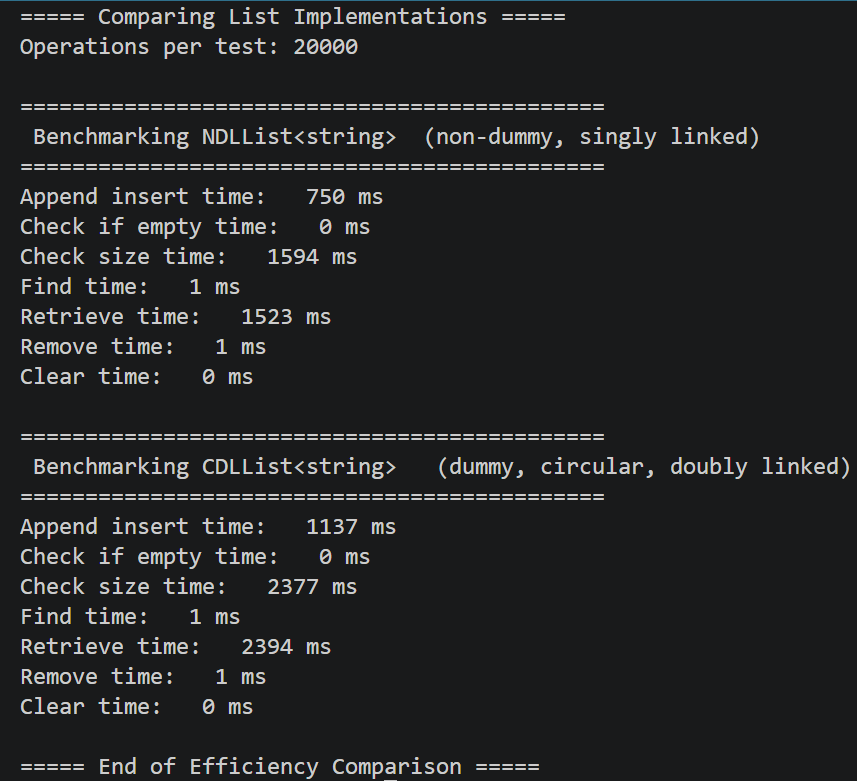 ===== Comparing List Implementations =====
Operations per test: 20000
=============================================
Benchmarking NDLList<string>  (non-dummy, singly linked)
=============================================
Append insert time:   750 ms
Check if empty time:   0 ms
Check size time:   1594 ms
Find time:   1 ms
Retrieve time:   1523 ms
Remove time:   1 ms
Clear time:   0 ms
=============================================
Benchmarking CDLList<string>   (dummy, circular, doubly linked)
=============================================
Append insert time:   1137 ms
Check if empty time:   0 ms
Check size time:   2377 ms
Find time:   1 ms
Retrieve time:   2394 ms
Remove time:   1 ms
Clear time:   0 ms
===== End of Efficiency Comparison =====